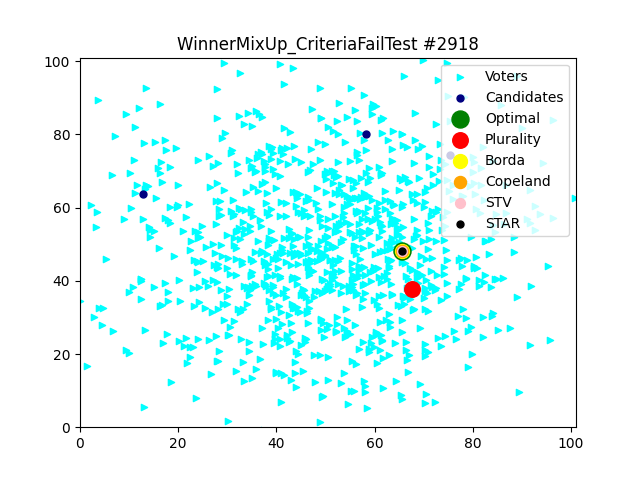 WinnerMixUp_CriteriaFailTest #2918
100
80
60
40
20
0
0
20
40
60
80
100
Voters
Candidates
Optimal
Plurality
Borda
Copeland
STV
STAR